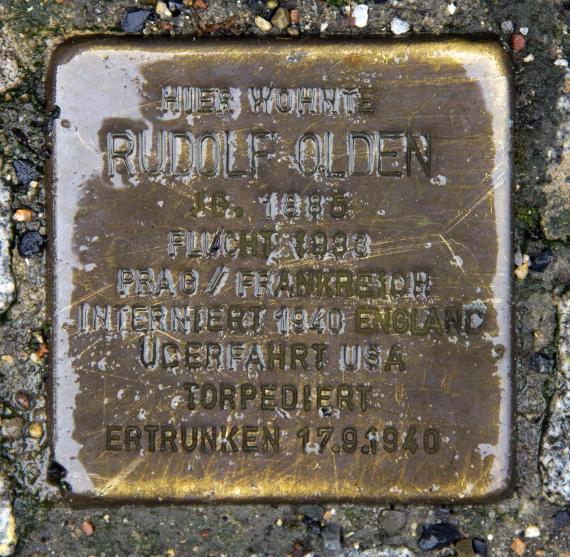 HIER WOHNTE
RUDOLF OLDEN
JG. 1885
FLUCHT 1933
PRAG // FRANKREICH
INTERNIERT 1940 ENGLAND
ÜBERFAHRT USA
TORPEDIERT
ERTRUNKEN 17.9.1940